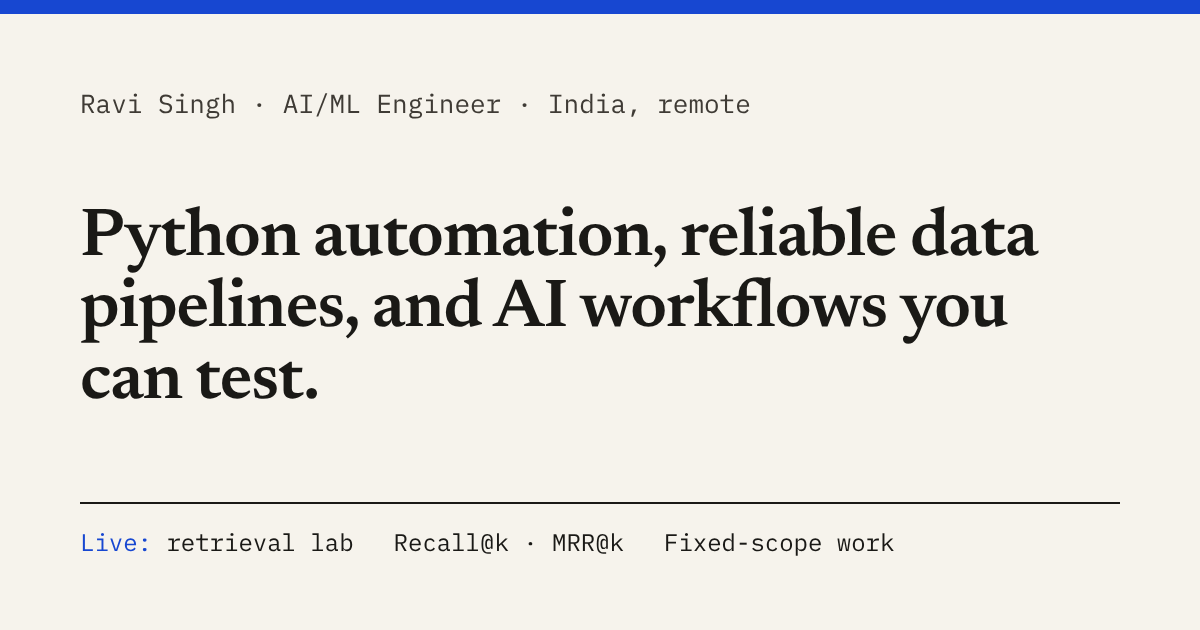 Ravi Singh · AI/ML Engineer · India, remote
Python automation, reliable data
pipelines, and AI workflows you
can test.
Live: retrieval lab Recall@k · MRR@k Fixed-scope work